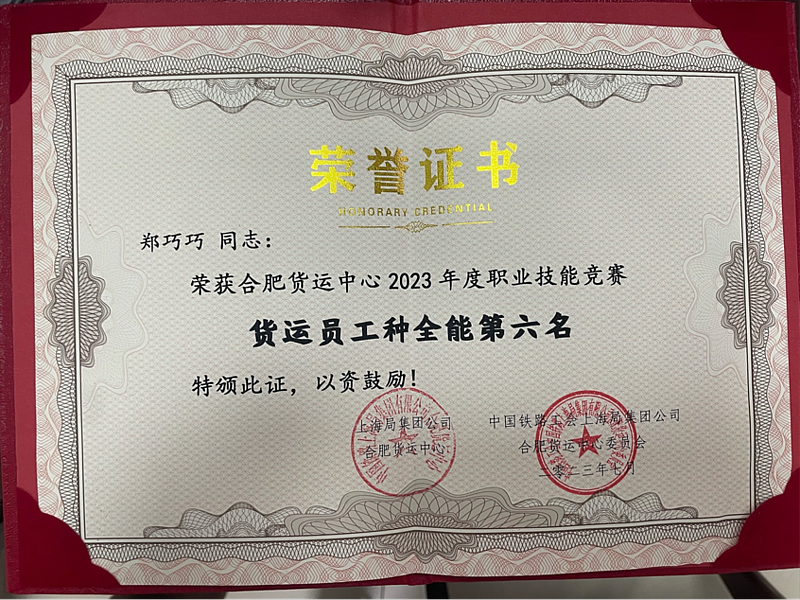 荣誉证书
HONORARY CREDENTIAL
郑巧巧 同志：
荣获合肥货运中心2023年度职业技能竞赛
货运员工种全能第六名
特颁此证，以资鼓励！
上海局集团公司
合肥货运中心
中国铁路工会上海局集团公司
合肥货运中心委员会
二零二三年七月